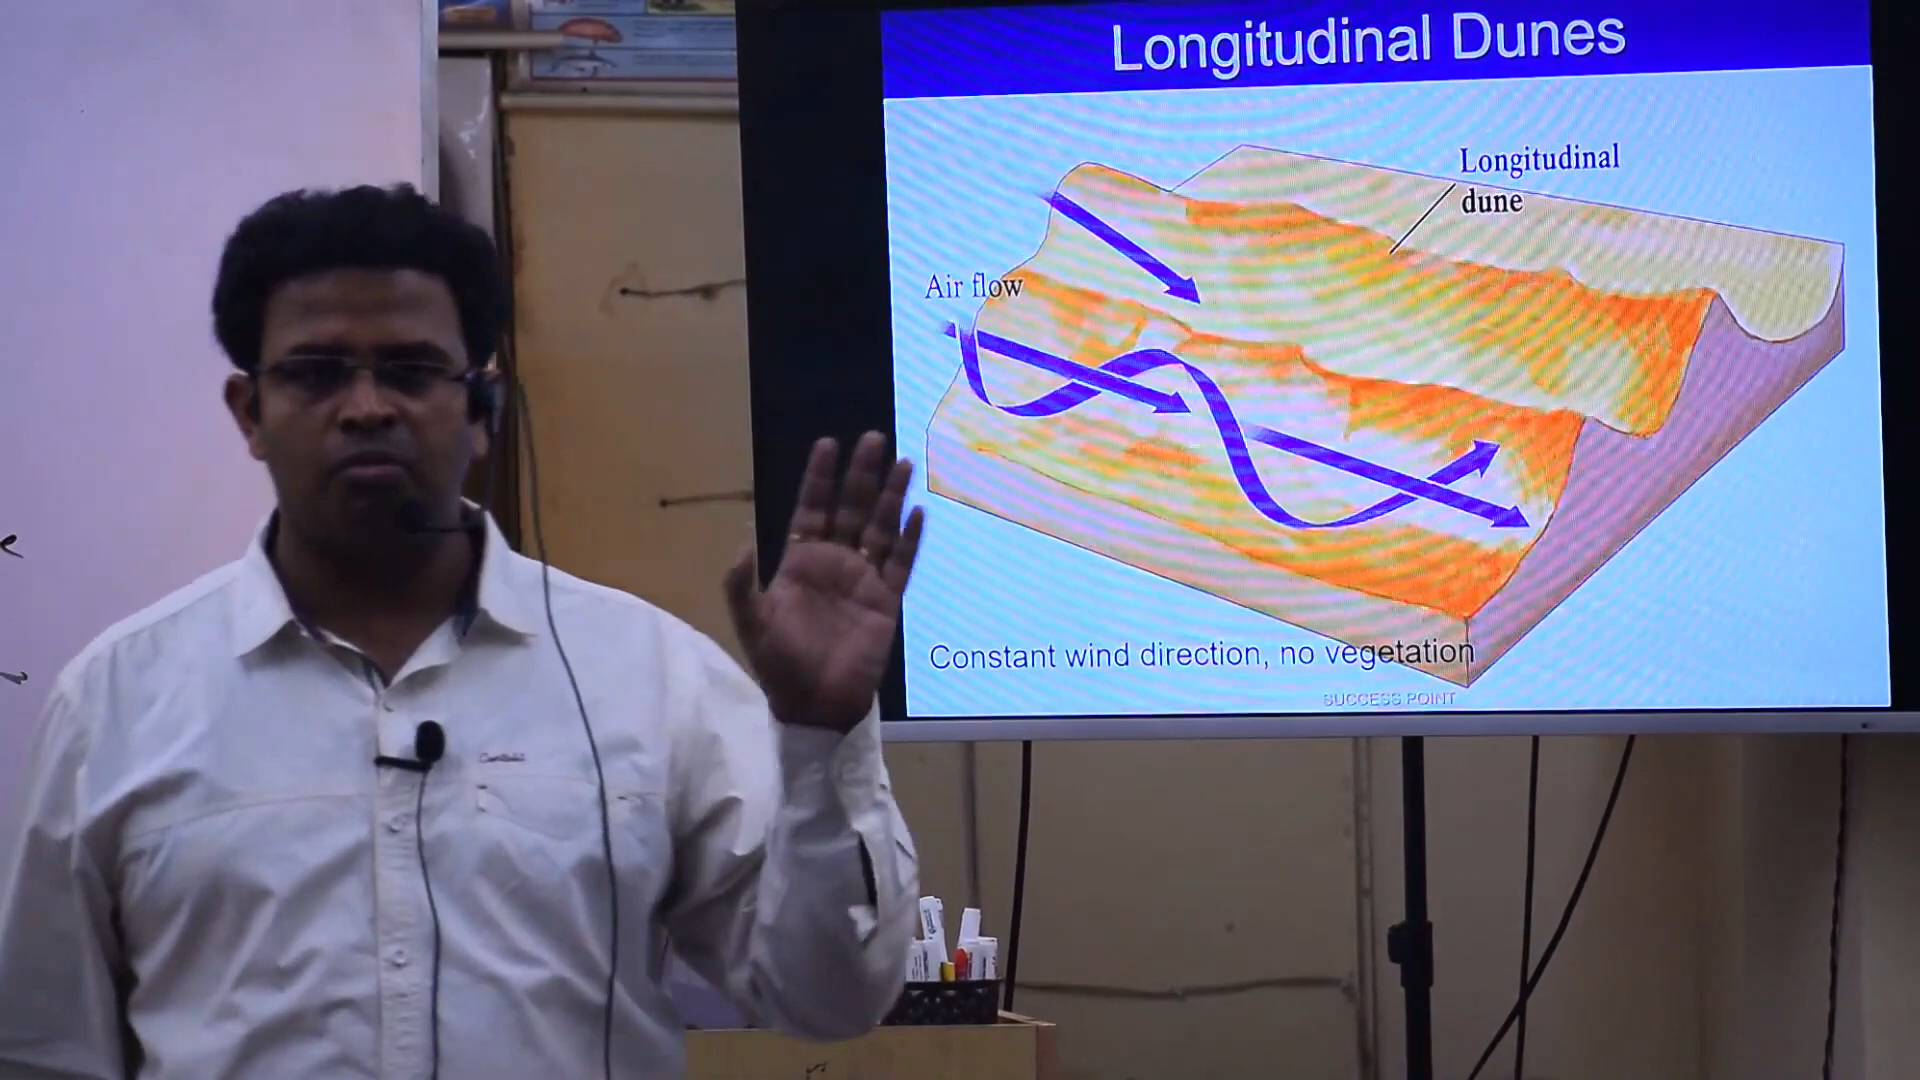 Longitudinal Dunes
Longitudinal
dune
Air flow
Constant wind direction, no vegetation
SUCCESS POINT